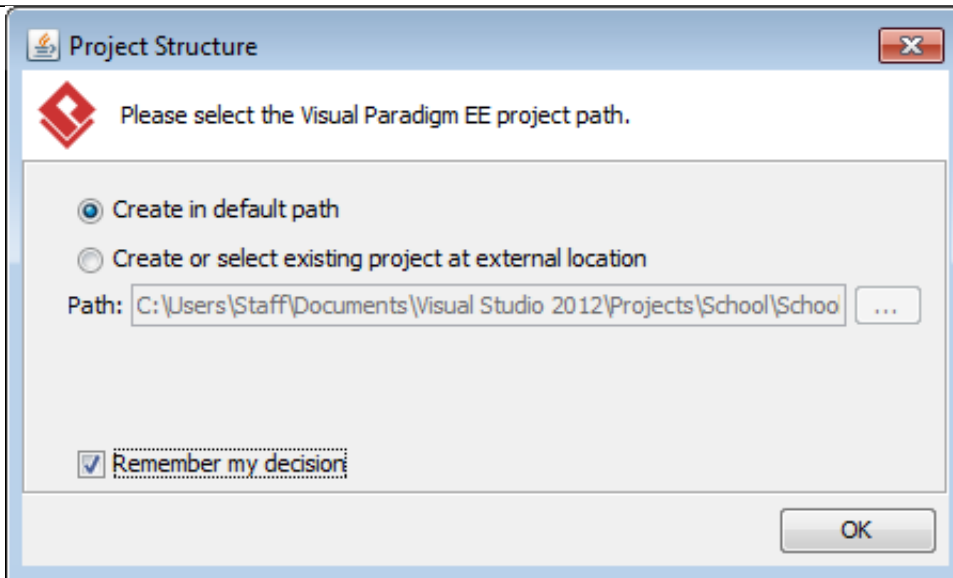 Project Structure
Please select the Visual Paradigm EE project path.
Create in default path
Create or select existing project at external location
Path: C:\Users\Staff\Documents\Visual Studio 2012\Projects\School\Schoo ...
Remember my decision
OK